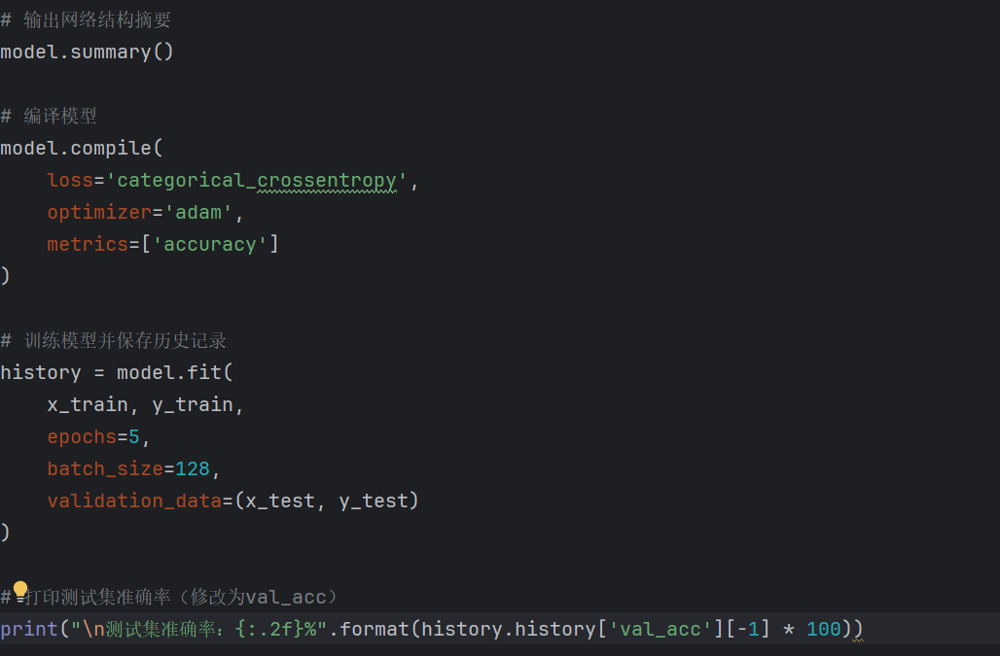 # 输出网络结构摘要
model.summary()
# 编译模型
model.compile(
    loss='categorical_crossentropy',
    optimizer='adam',
    metrics=['accuracy']
)
# 训练模型并保存历史记录
history = model.fit(
    x_train, y_train,
    epochs=5,
    batch_size=128,
    validation_data=(x_test, y_test)
)
# 打印测试集准确率（修改为val_acc）
print("\n测试集准确率: {:.2f}%".format(history.history['val_acc'][-1] * 100))